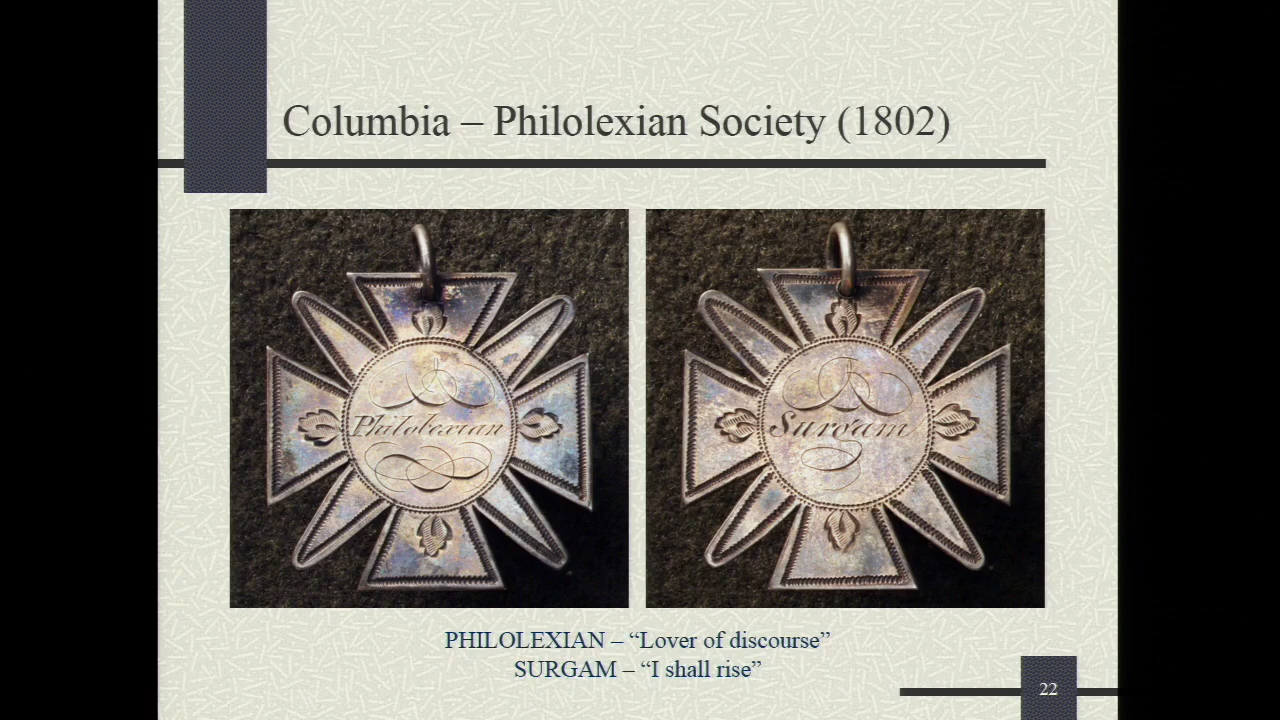 Columbia – Philolexian Society (1802)
Philolexian
Surgam
PHILOLEXIAN – “Lover of discourse”
SURGAM – “I shall rise”
22